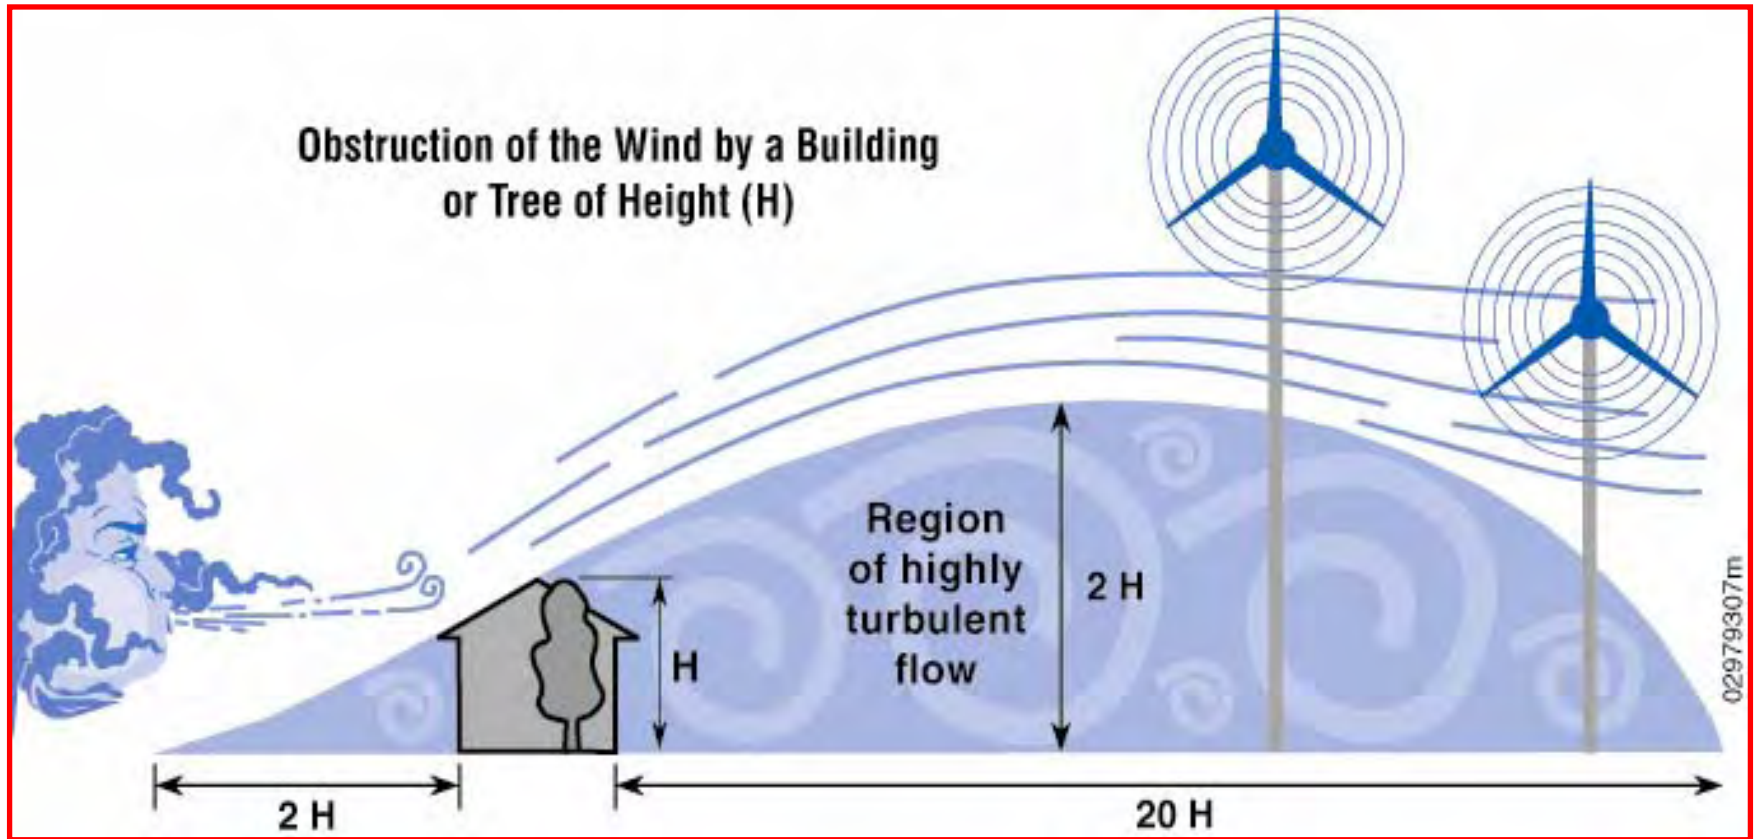 Obstruction of the Wind by a Building
or Tree of Height (H)
Region
of highly
turbulent
flow
2 H
H
2 H
20 H
02979307m